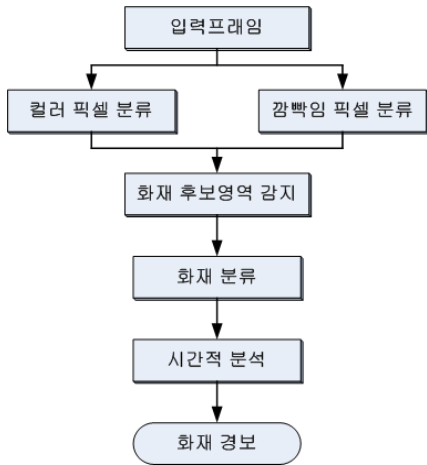 입력프래임
컬러 픽셀 분류
깜빡임 픽셀 분류
화재 후보영역 감지
화재 분류
시간적 분석
화재 경보